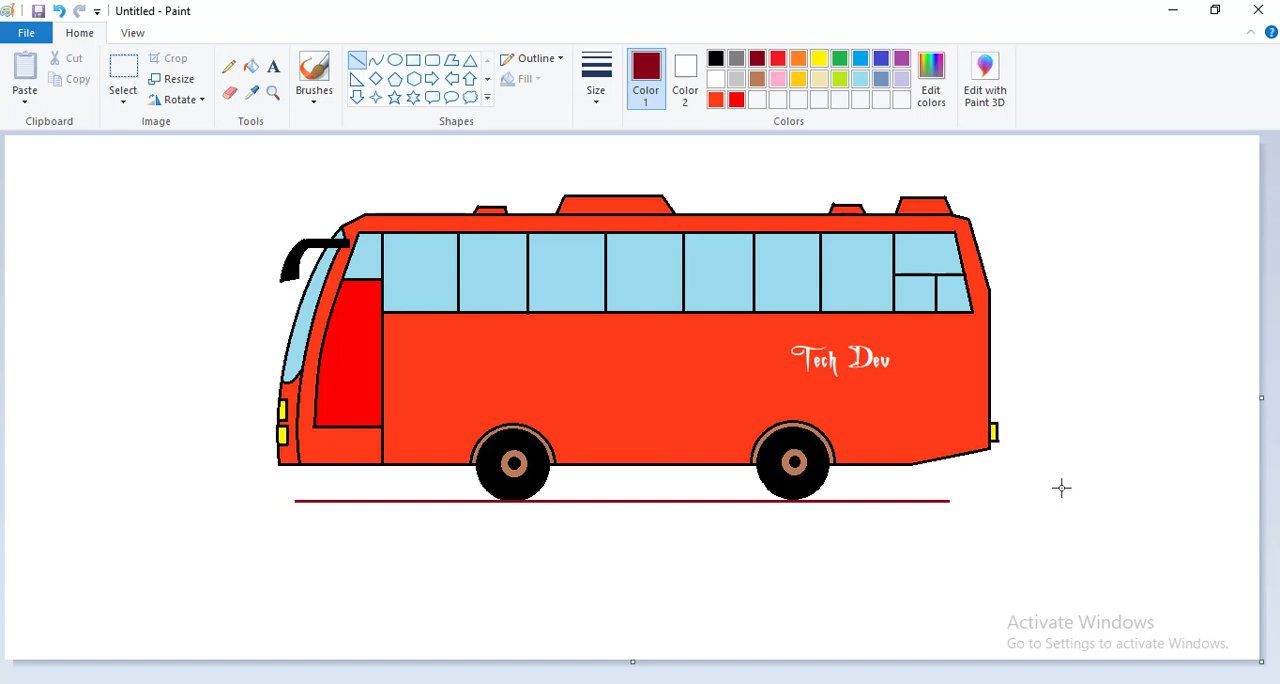 Untitled - Paint
File Home View
Paste
Cut
Copy
Clipboard
Select
Crop
Resize
Rotate
Image
Tools
Brushes
Shapes
Outline
Fill
Size
Color 1
Color 2
Edit colors
Colors
Edit with Paint 3D
Tech Dev
Activate Windows
Go to Settings to activate Windows.